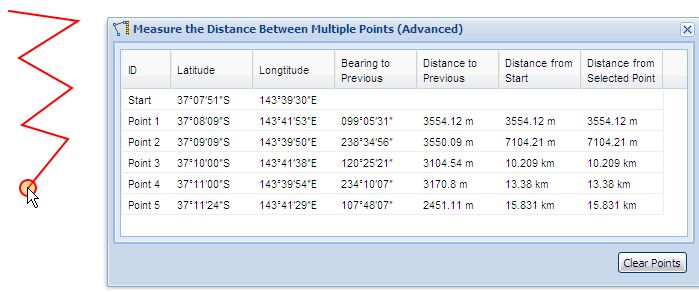 Measure the Distance Between Multiple Points (Advanced)
ID Latitude Longtitude Bearing to Previous Distance to Previous Distance from Start Distance from Selected Point
Start 37°07'51"S 143°39'30"E
Point 1 37°08'09"S 143°41'53"E 099°05'31" 3554.12 m 3554.12 m 3554.12 m
Point 2 37°09'09"S 143°39'50"E 238°34'56" 3550.09 m 7104.21 m 7104.21 m
Point 3 37°10'00"S 143°41'38"E 120°25'21" 3104.54 m 10.209 km 10.209 km
Point 4 37°11'00"S 143°39'54"E 234°10'07" 3170.8 m 13.38 km 13.38 km
Point 5 37°11'24"S 143°41'29"E 107°48'07" 2451.11 m 15.831 km 15.831 km
Clear Points